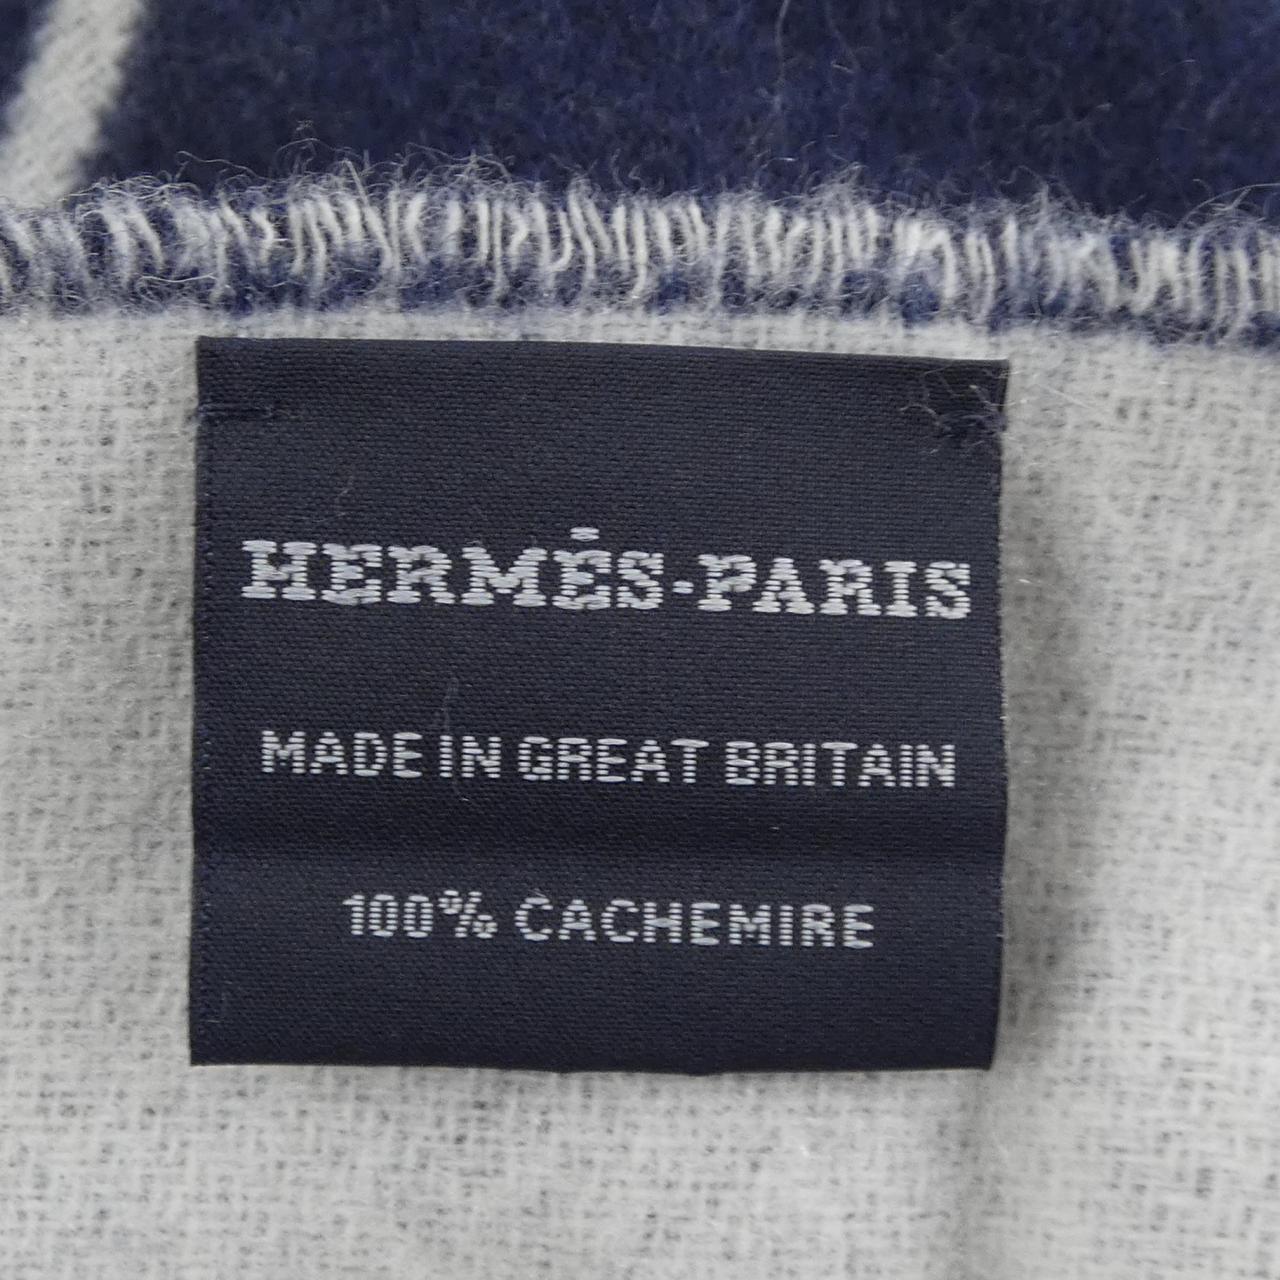 HERMÈS-PARIS
MADE IN GREAT BRITAIN
100% CACHEMIRE